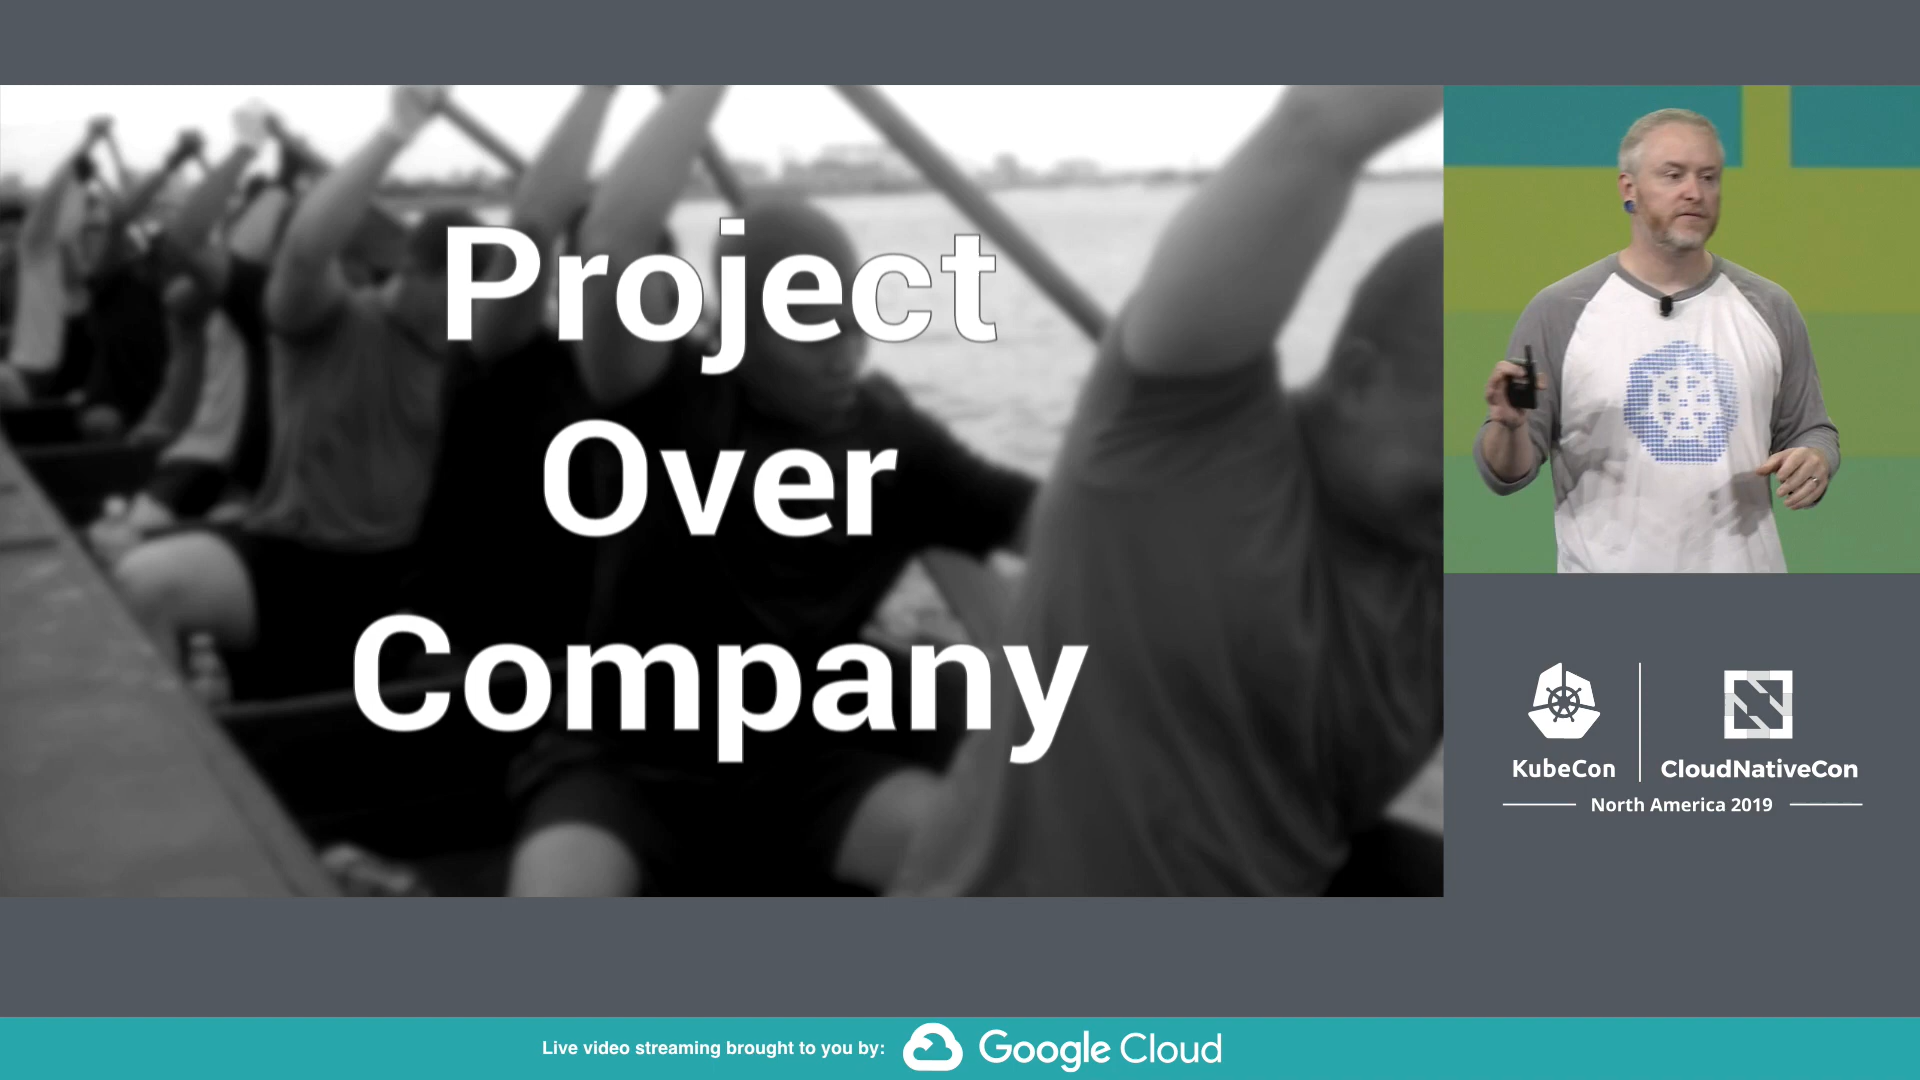 Project
Over
Company
KubeCon
CloudNativeCon
North America 2019
Live video streaming brought to you by:
Google Cloud